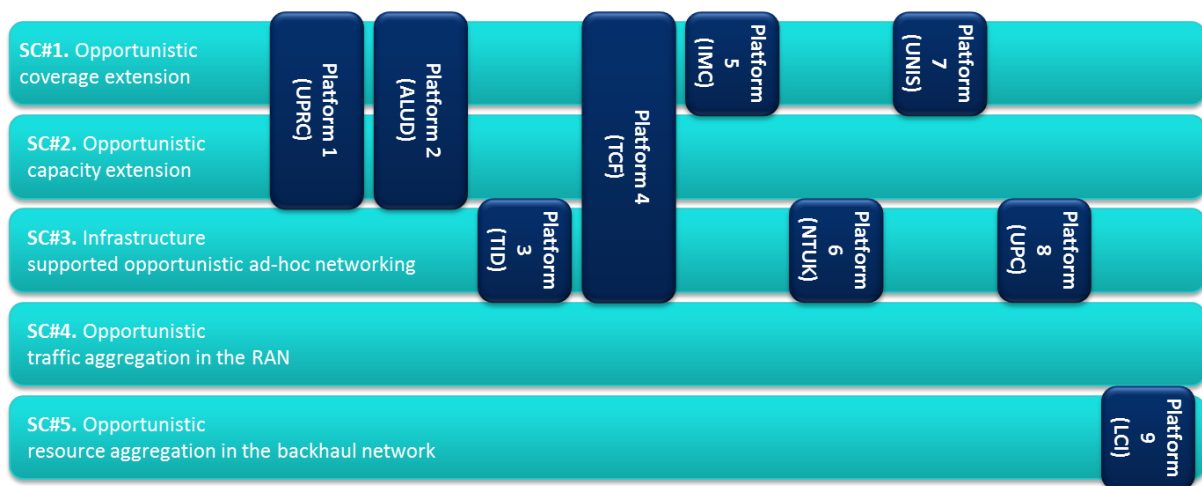 SC#1. Opportunistic
coverage extension
SC#2. Opportunistic
capacity extension
SC#3. Infrastructure
supported opportunistic ad-hoc networking
SC#4. Opportunistic
traffic aggregation in the RAN
SC#5. Opportunistic
resource aggregation in the backhaul network
Platform 1
(UPRC)
Platform 2
(ALUD)
Platform
3
(TID)
Platform 4
(TCF)
Platform
5
(IMC)
Platform
6
(NTUK)
Platform
7
(UNIS)
Platform
8
(UPC)
Platform
9
(LCI)